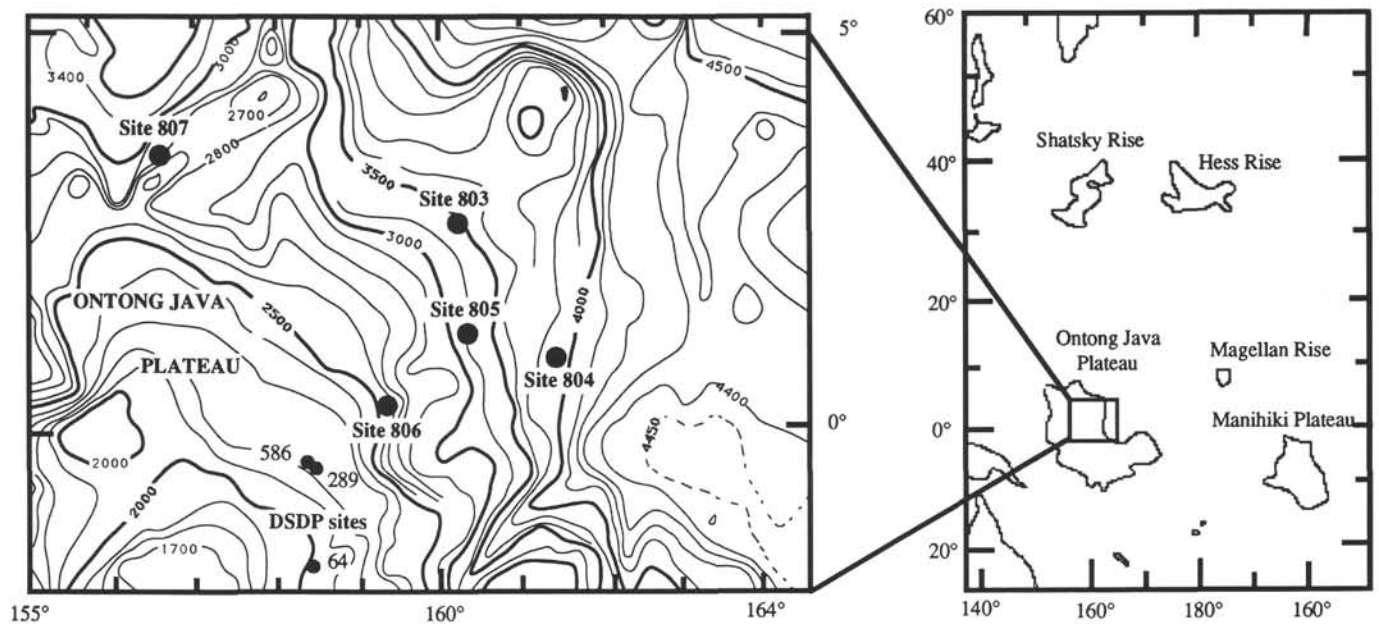 3400
3000
2700
Site 807
2800
3500
Site 803
3000
ONTONG JAVA
2500
Site 805
4000
PLATEAU
Site 804
Site 806
4400
4450
586
289
2000
2000
DSDP sites
1700
64
4500
5°
0°
155°
160°
164°
60°
40°
20°
0°
20°
Shatsky Rise
Hess Rise
Ontong Java
Plateau
Magellan Rise
Manihiki Plateau
140°
160°
180°
160°